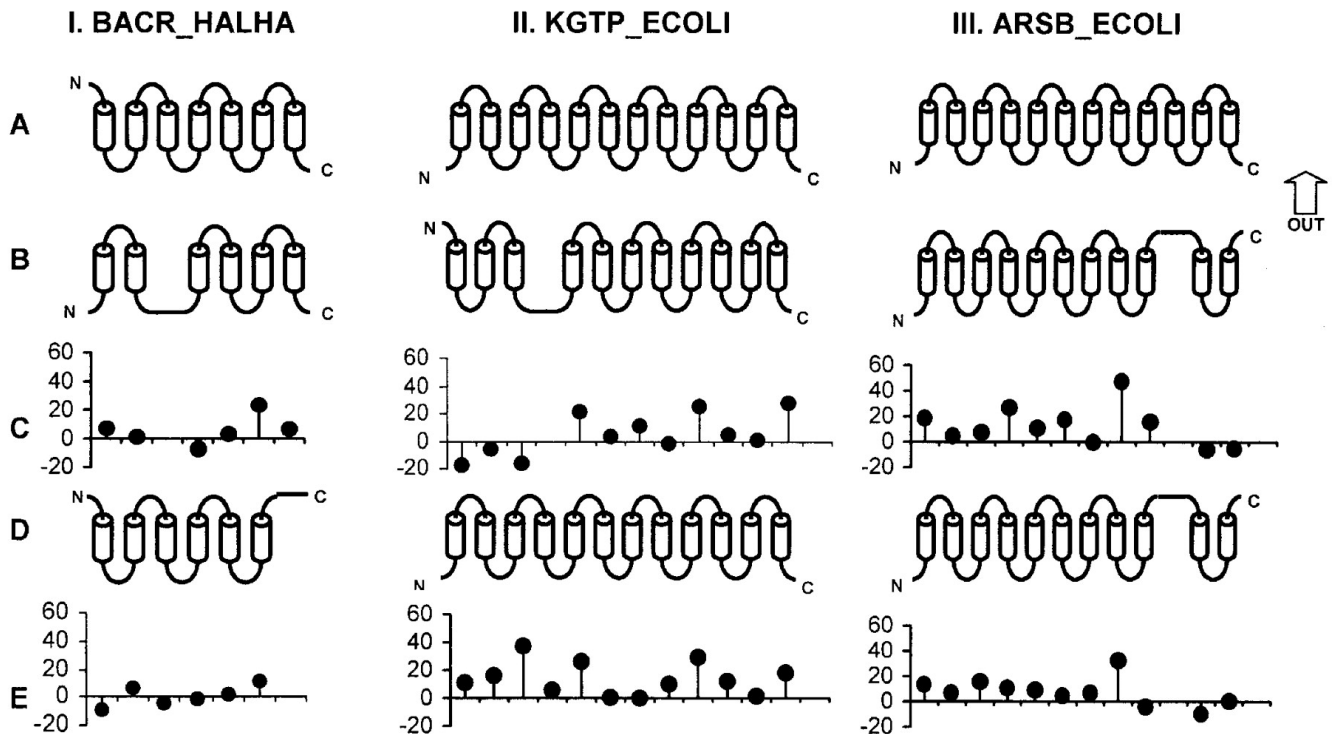 I. BACR_HALHA II. KGTP_ECOLI III. ARSB_ECOLI
N
A
C N C N C
OUT
N C
B
N C C N
60 60 60
40 40 40
20 20 20
C
0 0 0
-20 -20 -20
N C C
D
N C N
60 60 60
40 40 40
20 20 20
E
0 0 0
-20 -20 -20